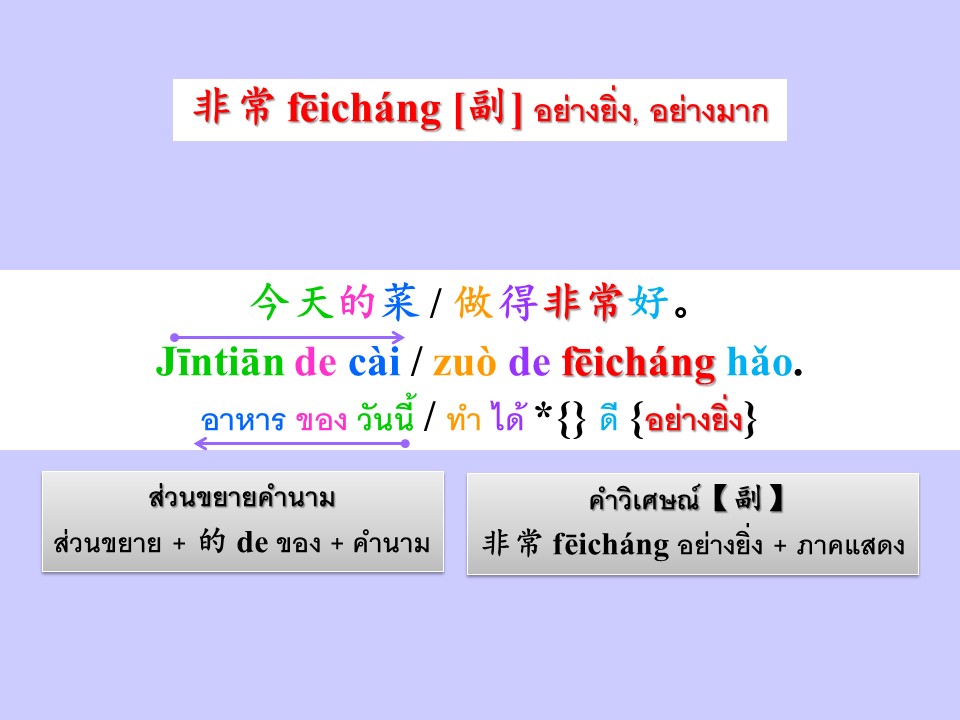 非常 fēicháng [副] อย่างยิ่ง, อย่างมาก
今天的菜 / 做得非常好。
Jīntiān de cài / zuò de fēicháng hǎo.
อาหาร ของ วันนี้ / ทำ ได้ *{} ดี {อย่างยิ่ง}
ส่วนขยายคำนาม
ส่วนขยาย + 的 de ของ + คำนาม
คำวิเศษณ์【副】
非常 fēicháng อย่างยิ่ง + ภาคแสดง